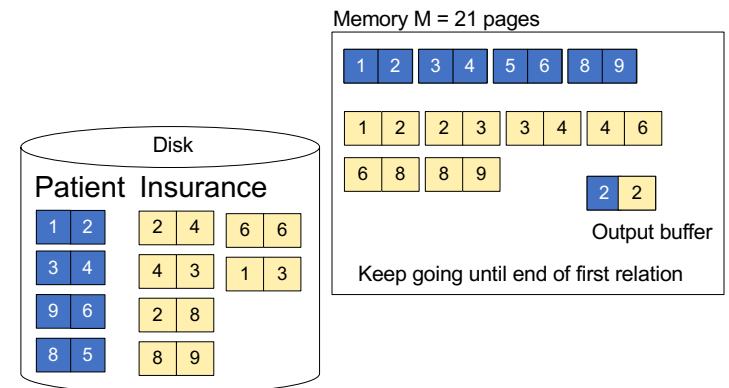 Memory M = 21 pages
1 2 3 4 5 6 8 9
1 2 2 3 3 4 4 6
6 8 8 9
2 2
Output buffer
Keep going until end of first relation
Disk
Patient Insurance
1 2 2 4 6 6
3 4 4 3 1 3
9 6 2 8
8 5 8 9